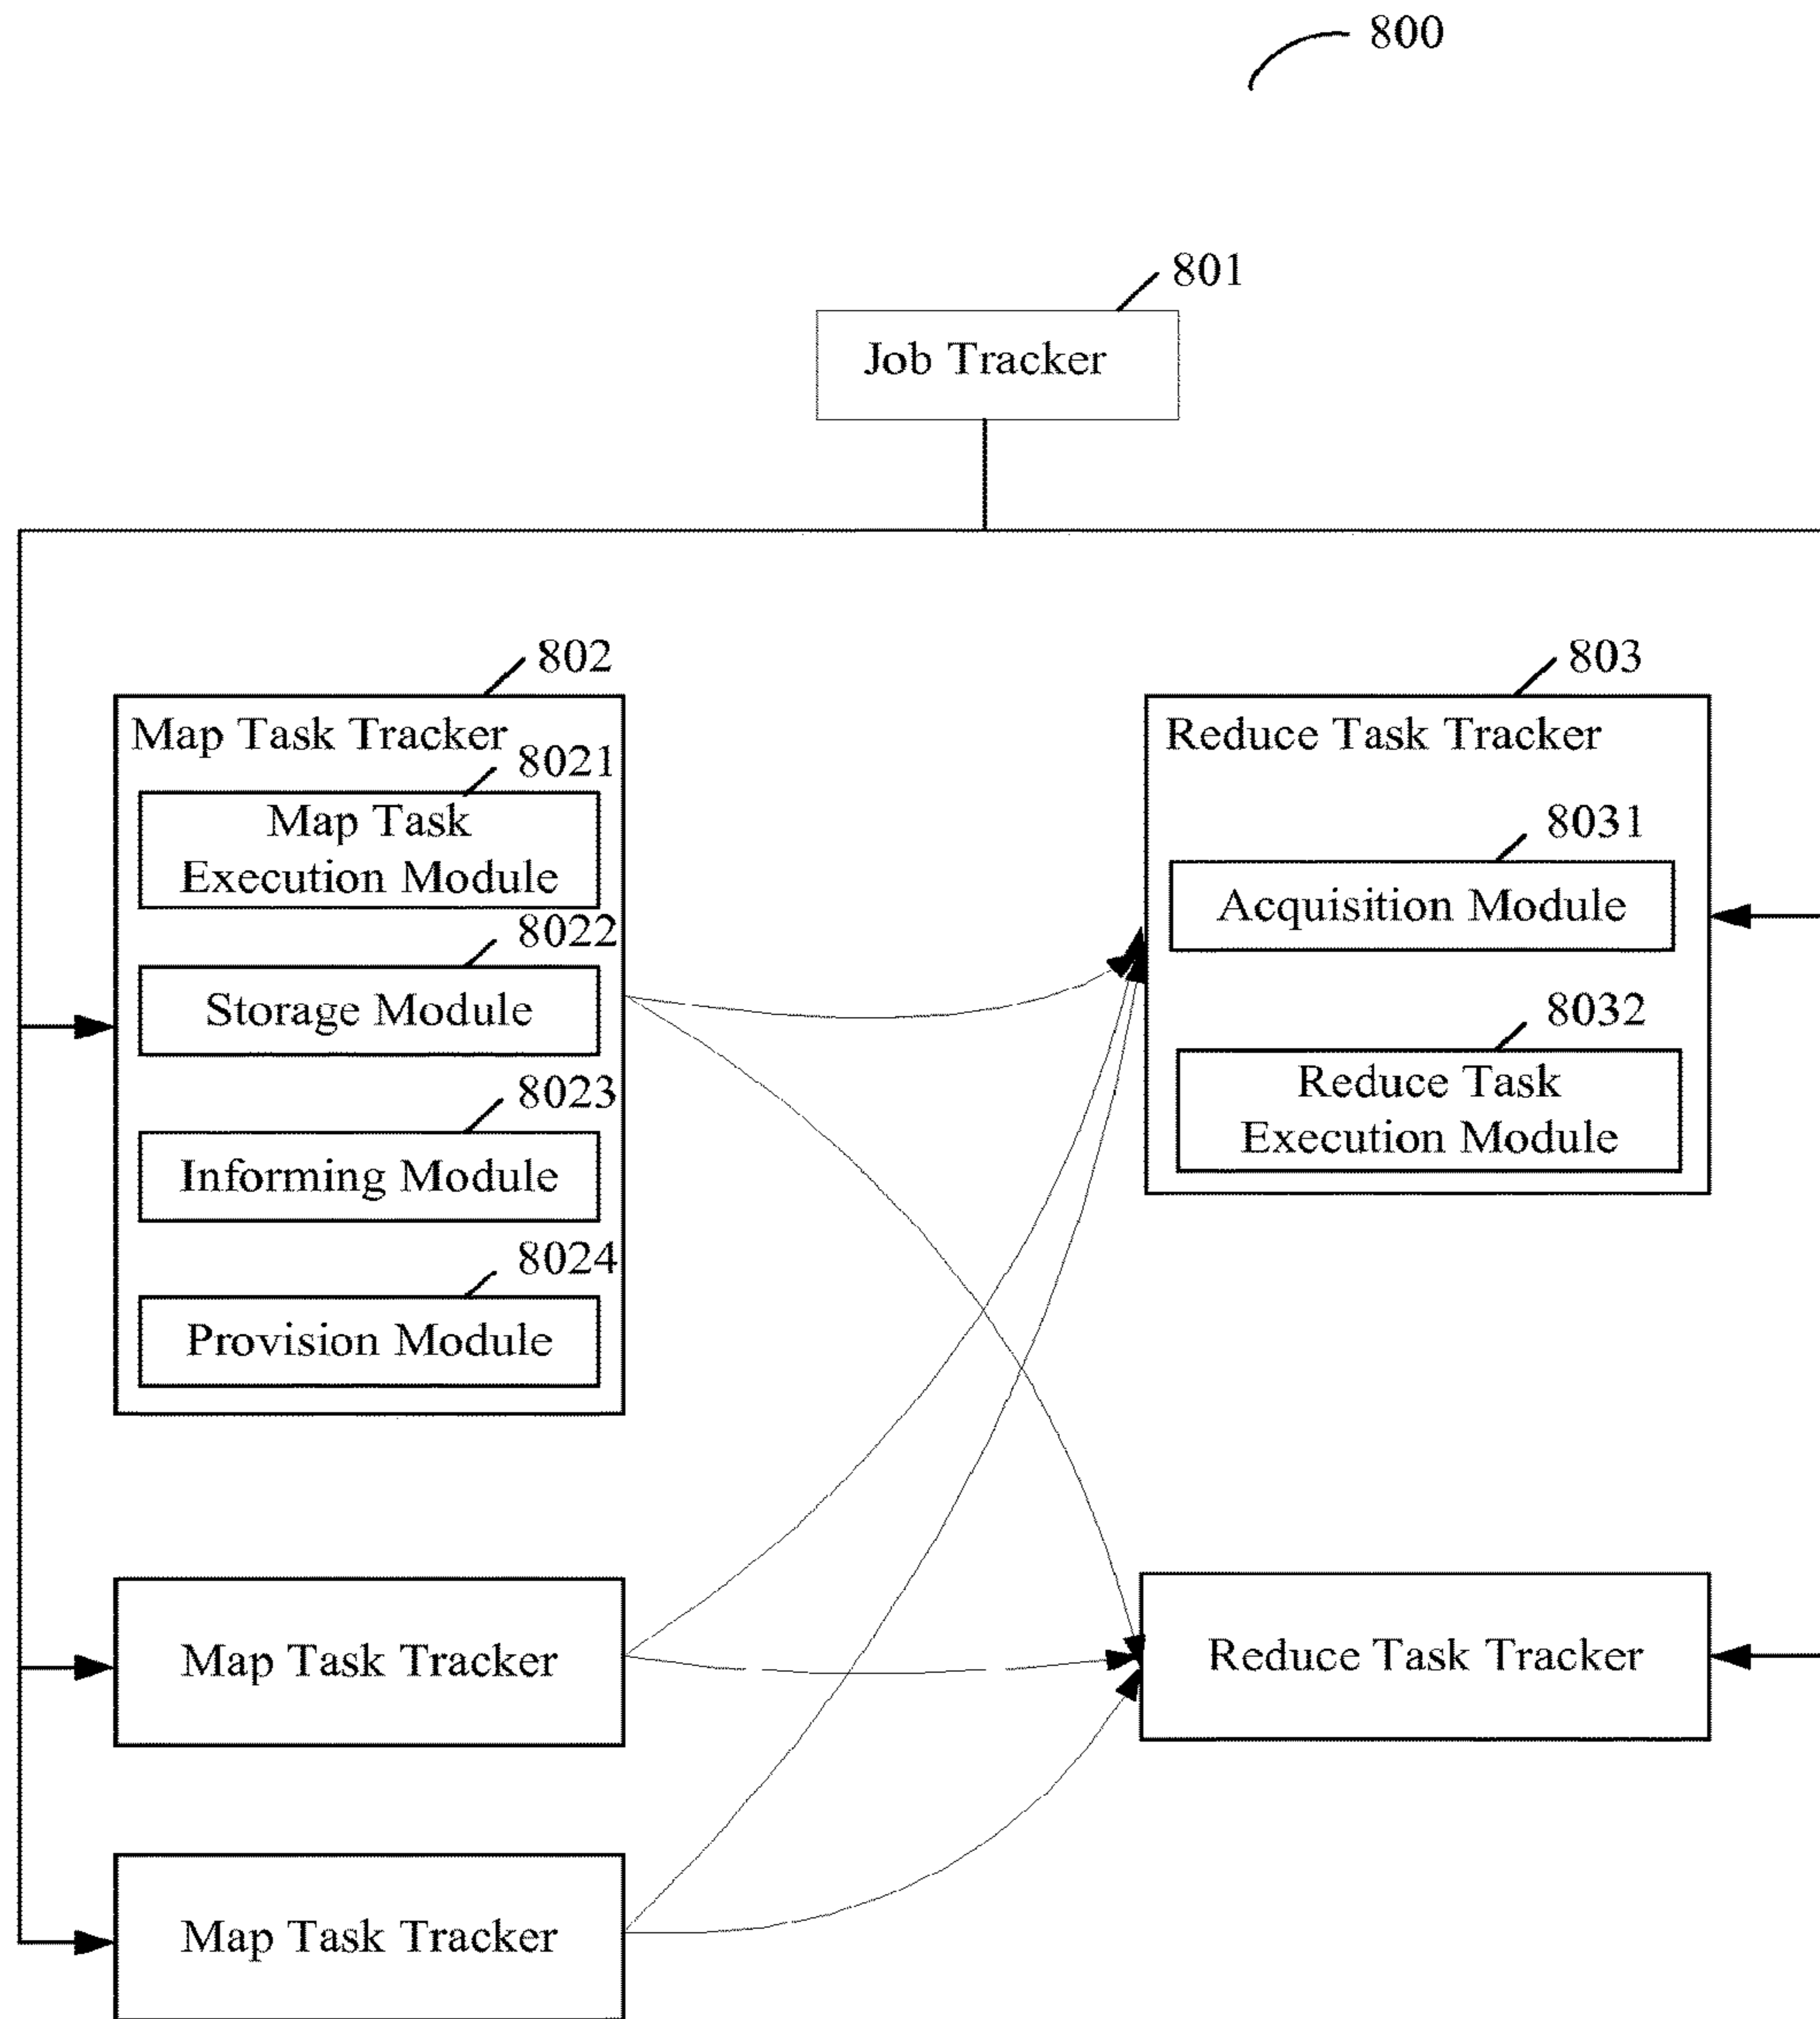 800
801
Job Tracker
802
Map Task Tracker
8021
Map Task
Execution Module
8022
Storage Module
8023
Informing Module
8024
Provision Module
803
Reduce Task Tracker
8031
Acquisition Module
8032
Reduce Task
Execution Module
Map Task Tracker
Reduce Task Tracker
Map Task Tracker